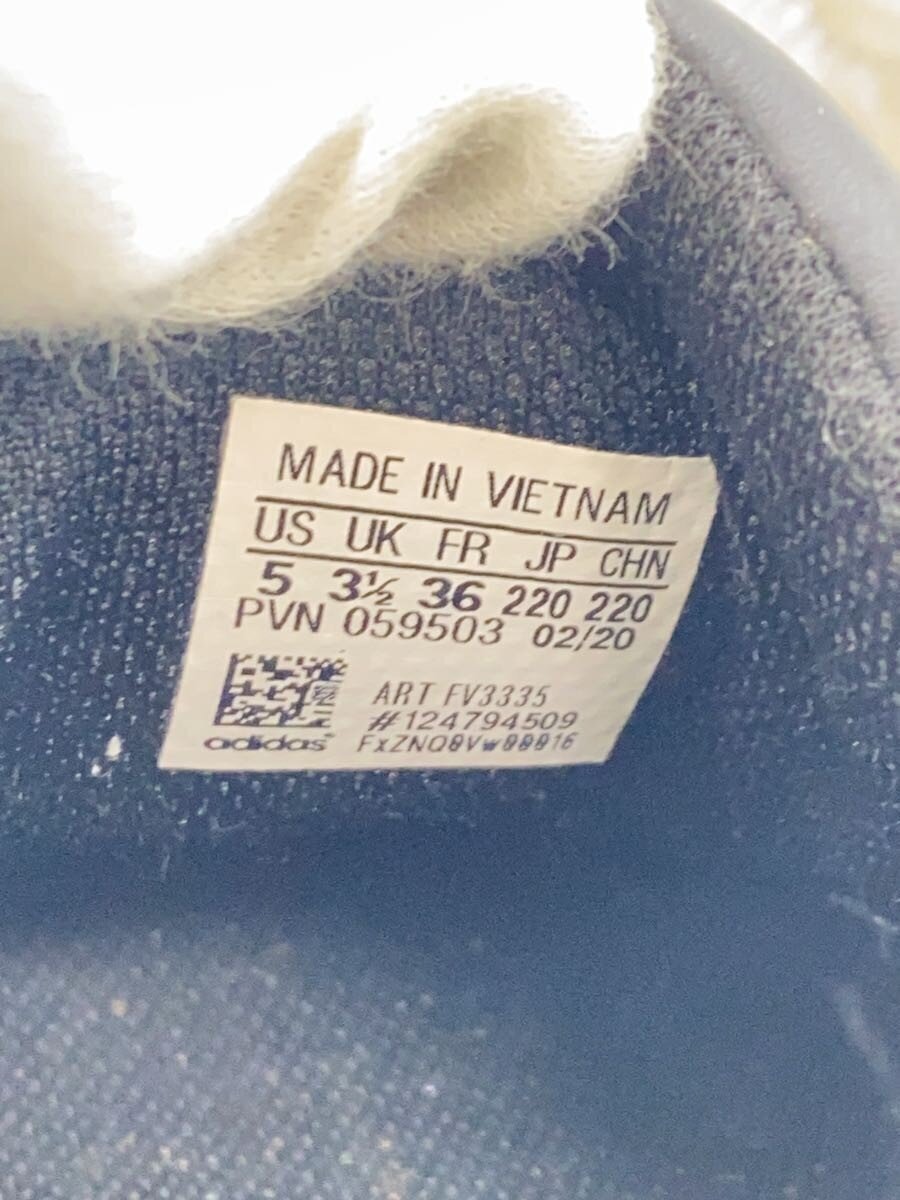 MADE IN VIETNAM
US UK FR JP CHN
5 3½ 36 220 220
PVN 059503 02/20
ART FV3335
#124794509
adidas FxZNQ0Vw00016